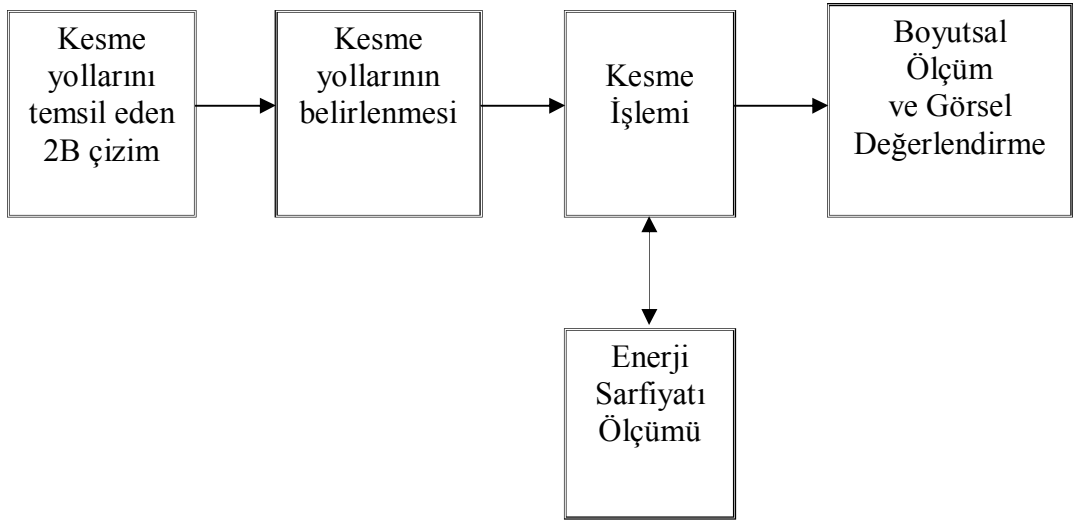 Kesme
yollarını
temsil eden
2B çizim
Kesme
yollarının
belirlenmesi
Kesme
İşlemi
Boyutsal
Ölçüm
ve Görsel
Değerlendirme
Enerji
Sarfiyatı
Ölçümü